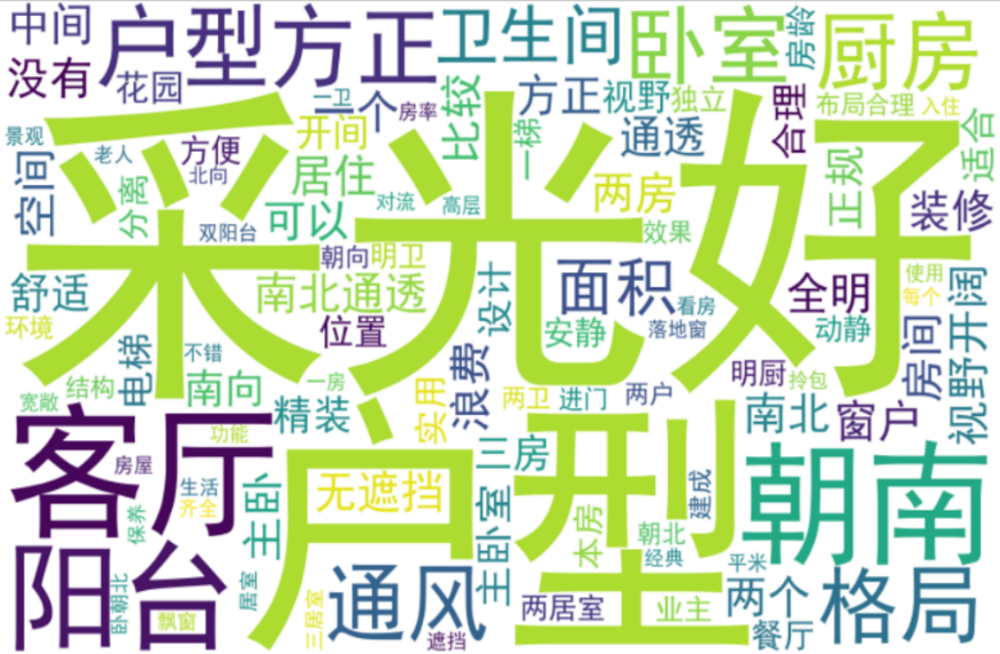 中间
户型方正
卫生间
卧室
房龄
厨房
没有
花园
一卫
一个
房率
比较
方正
视野
独立
合理
布局合理
入住
采光好
景观
老人
方便
北向
开间
居住
一梯
通透
两房
正规
适合
空间
分离
双阳台
可以
对流
高层
效果
装修
朝向
明卫
舒适
南北通透
设计
面积
看房
全明
使用
每个
视野开阔
环境
位置
安静
落地窗
动静
房间
电梯
不错
浪费
明厨
拎包
宽敞
结构
南向
一房
精装
实用
两卫
进门
两户
南北
窗户
客厅
功能
户型
三房
朝南
房屋
生活
齐全
保养
主卧
无遮挡
主卧室
本房
朝北
建成
经典
平米
阳台
卧朝北
飘窗
居室
三居室
通风
遮挡
两居室
业主
两个
餐厅
格局